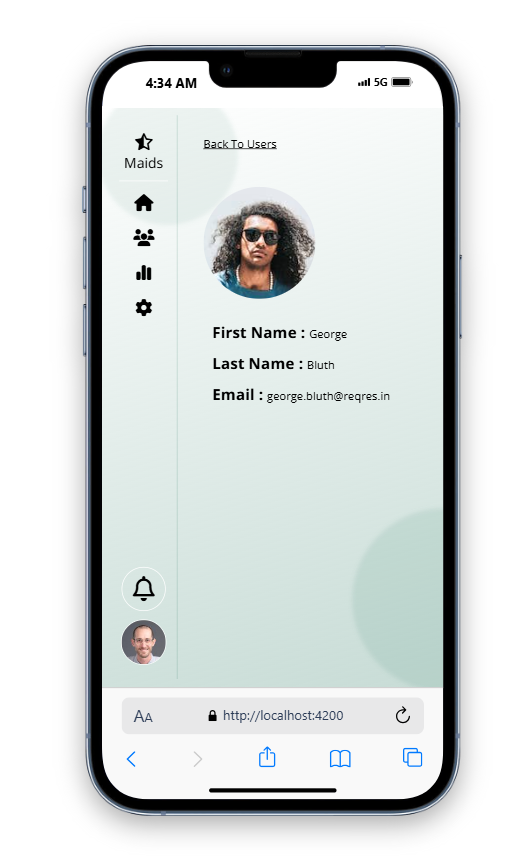 4:34 AM
5G
Maids
Back To Users
First Name : George
Last Name : Bluth
Email : george.bluth@reqres.in
AA
http://localhost:4200